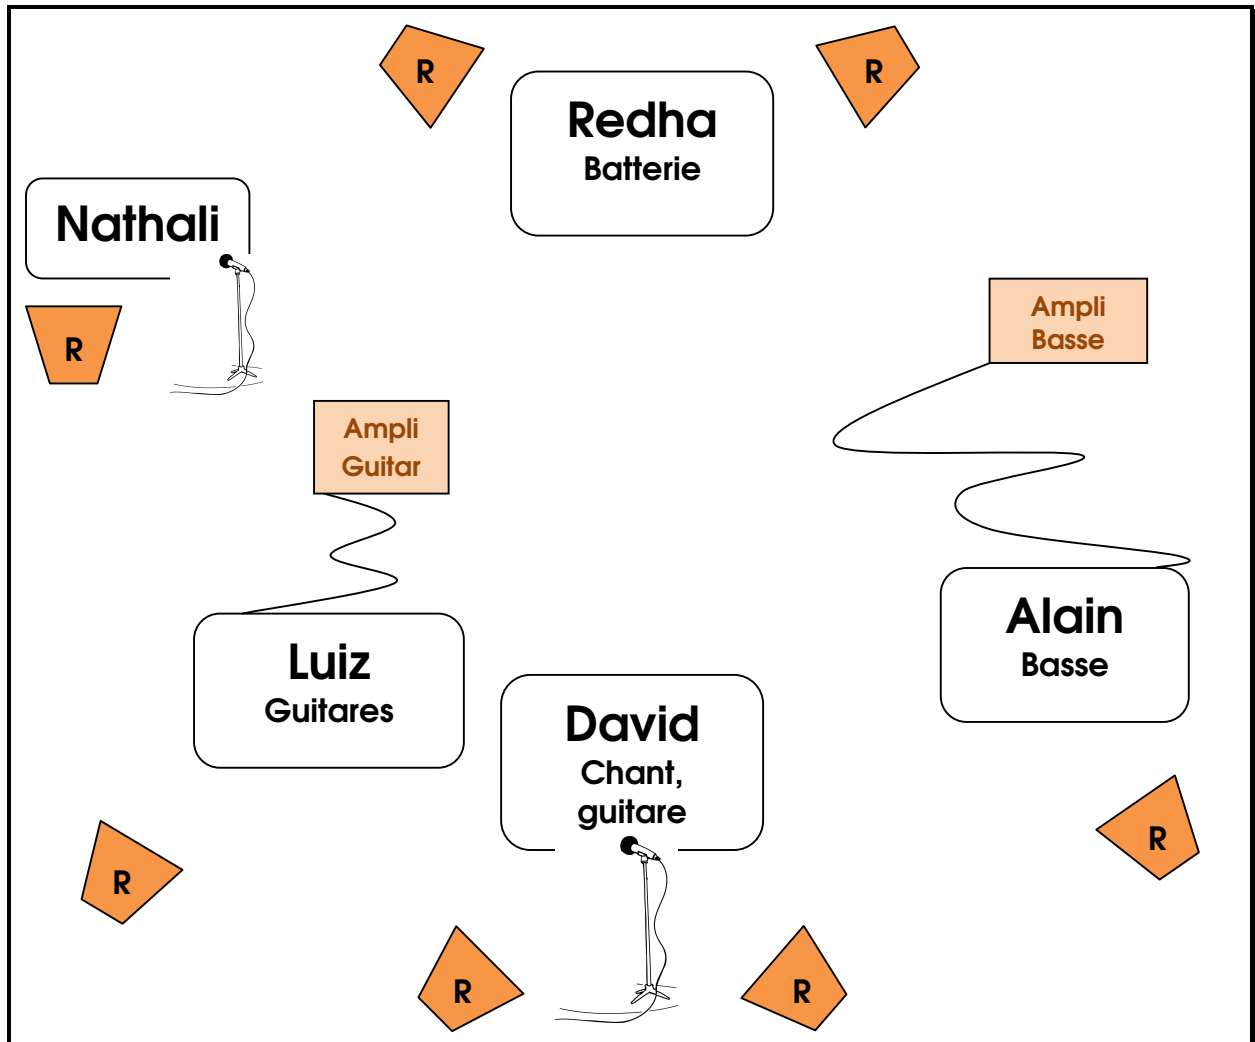 R
R
Redha
Batterie
Nathali
R
Ampli
Basse
Ampli
Guitar
Alain
Basse
Luiz
Guitares
David
Chant,
guitare
R
R
R
R